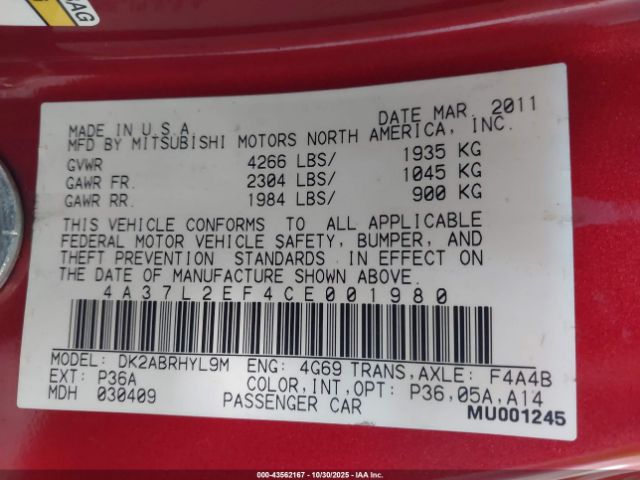 BAG
DATE MAR. 2011
MADE IN U.S.A.
MFD BY MITSUBISHI MOTORS NORTH AMERICA, INC.
GVWR 4266 LBS/ 1935 KG
GAWR FR. 2304 LBS/ 1045 KG
GAWR RR. 1984 LBS/ 900 KG
THIS VEHICLE CONFORMS TO ALL APPLICABLE
FEDERAL MOTOR VEHICLE SAFETY, BUMPER, AND
THEFT PREVENTION STANDARDS IN EFFECT ON
THE DATE OF MANUFACTURE SHOWN ABOVE.
4A37L2EF4CE001980
MODEL: DK2ABRHYL9M ENG: 4G69 TRANS,AXLE: F4A4B
EXT: P36A COLOR,INT,OPT: P36,05A,A14
MDH 030409 PASSENGER CAR
MU001245
000-43562167 - 10/30/2025 - IAA Inc.